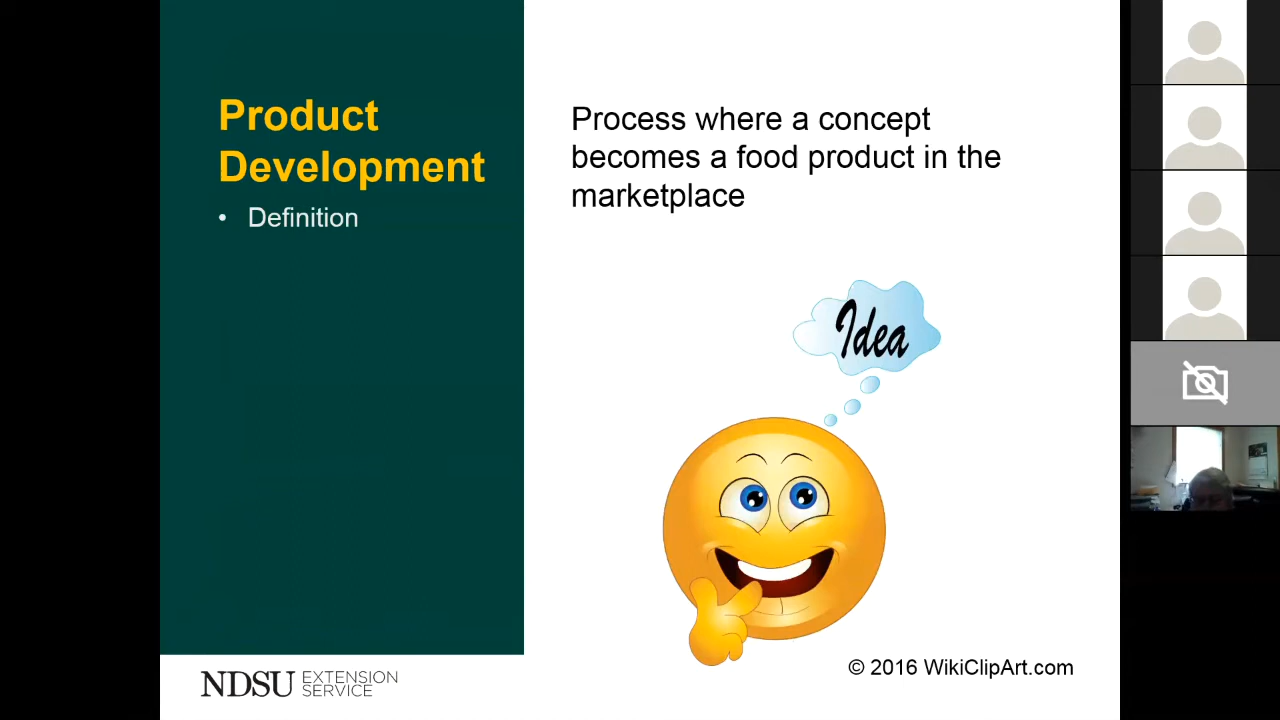 Product
Development
• Definition
Process where a concept
becomes a food product in the
marketplace
Idea
© 2016 WikiClipArt.com
NDSU EXTENSION
SERVICE